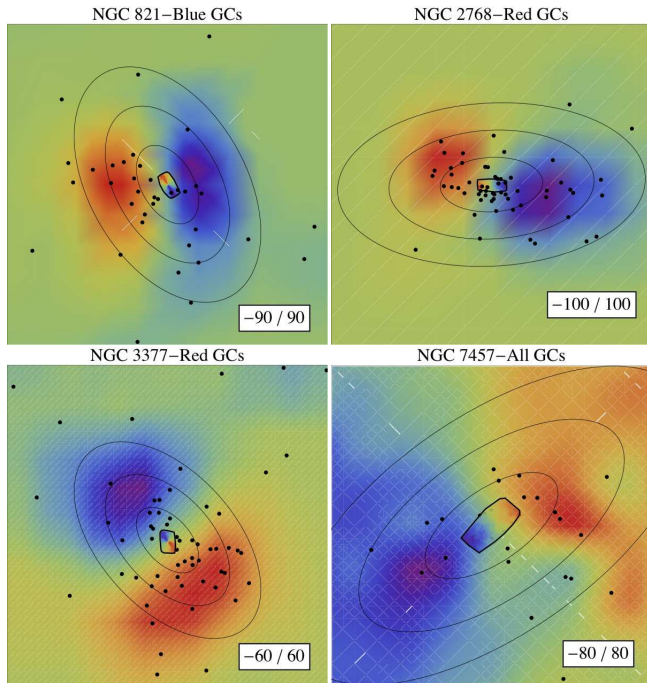 NGC 821−Blue GCs
NGC 2768−Red GCs
−90 / 90
−100 / 100
NGC 3377−Red GCs
NGC 7457−All GCs
−60 / 60
−80 / 80